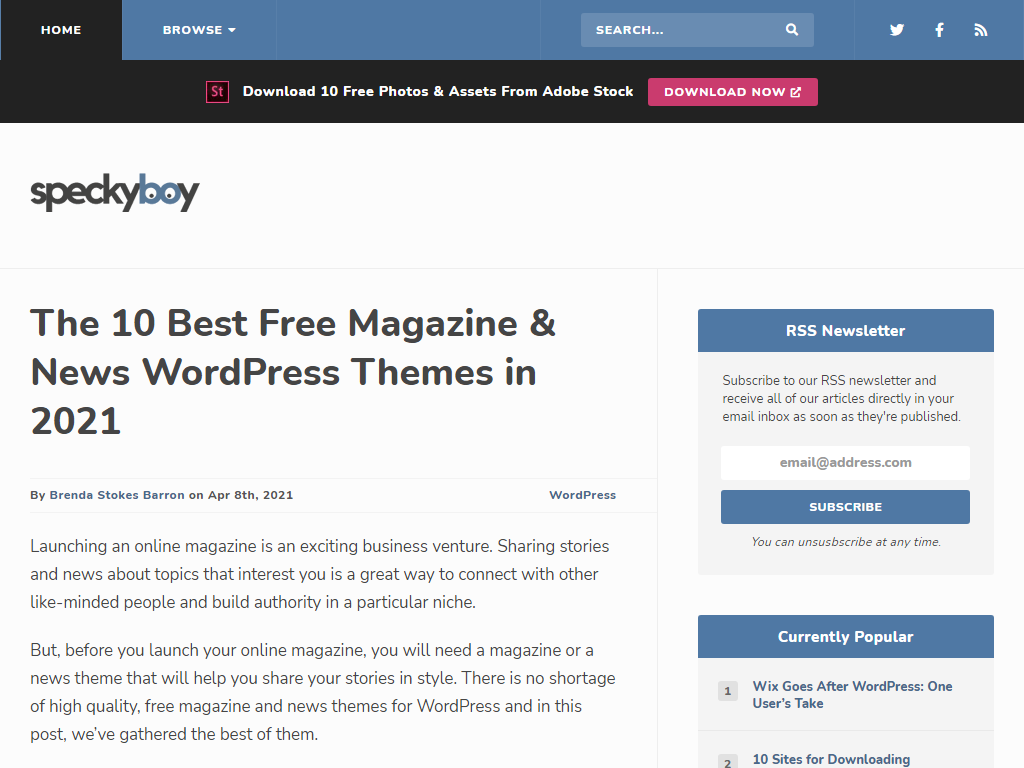 HOME
BROWSE
SEARCH...
St
Download 10 Free Photos & Assets From Adobe Stock
DOWNLOAD NOW
speckyboy
The 10 Best Free Magazine &
News WordPress Themes in
2021
By Brenda Stokes Barron on Apr 8th, 2021
WordPress
Launching an online magazine is an exciting business venture. Sharing stories
and news about topics that interest you is a great way to connect with other
like-minded people and build authority in a particular niche.
But, before you launch your online magazine, you will need a magazine or a
news theme that will help you share your stories in style. There is no shortage
of high quality, free magazine and news themes for WordPress and in this
post, we've gathered the best of them.
RSS Newsletter
Subscribe to our RSS newsletter and
receive all of our articles directly in your
email inbox as soon as they're published.
email@address.com
SUBSCRIBE
You can unsusbscribe at any time.
Currently Popular
1
Wix Goes After WordPress: One
User's Take
2
10 Sites for Downloading